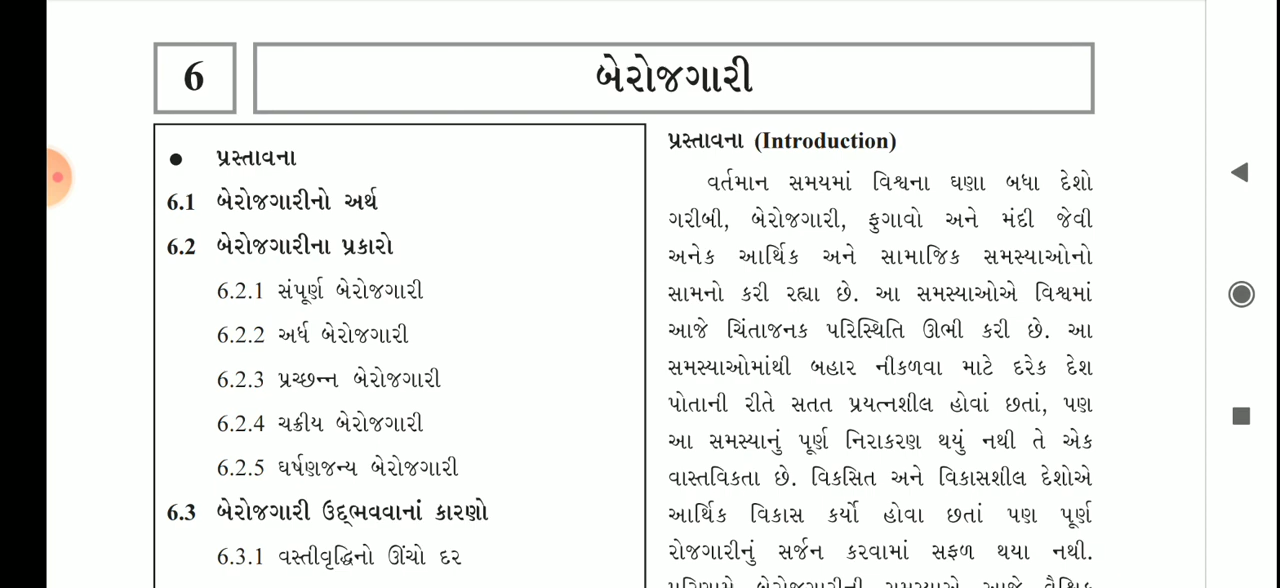 6
બેરોજગારી
● પ્રસ્તાવના
6.1 બેરોજગારીનો અર્થ
6.2 બેરોજગારીના પ્રકારો
6.2.1 સંપૂર્ણ બેરોજગારી
6.2.2 અર્ધ બેરોજગારી
6.2.3 પ્રચ્છન્ન બેરોજગારી
6.2.4 ચક્રીય બેરોજગારી
6.2.5 ઘર્ષણજન્ય બેરોજગારી
6.3 બેરોજગારી ઉદ્ભવવાનાં કારણો
6.3.1 વસ્તીવૃદ્ધિનો ઊંચો દર
પ્રસ્તાવના (Introduction)
વર્તમાન સમયમાં વિશ્વના ઘણા બધા દેશો
ગરીબી, બેરોજગારી, ફુગાવો અને મંદી જેવી
અનેક આર્થિક અને સામાજિક સમસ્યાઓનો
સામનો કરી રહ્યા છે. આ સમસ્યાઓએ વિશ્વમાં
આજે ચિંતાજનક પરિસ્થિતિ ઊભી કરી છે. આ
સમસ્યાઓમાંથી બહાર નીકળવા માટે દરેક દેશ
પોતાની રીતે સતત પ્રયત્નશીલ હોવાં છતાં, પણ
આ સમસ્યાનું પૂર્ણ નિરાકરણ થયું નથી તે એક
વાસ્તવિકતા છે. વિકસિત અને વિકાસશીલ દેશોએ
આર્થિક વિકાસ કર્યો હોવા છતાં પણ પૂર્ણ
રોજગારીનું સર્જન કરવામાં સફળ થયા નથી.